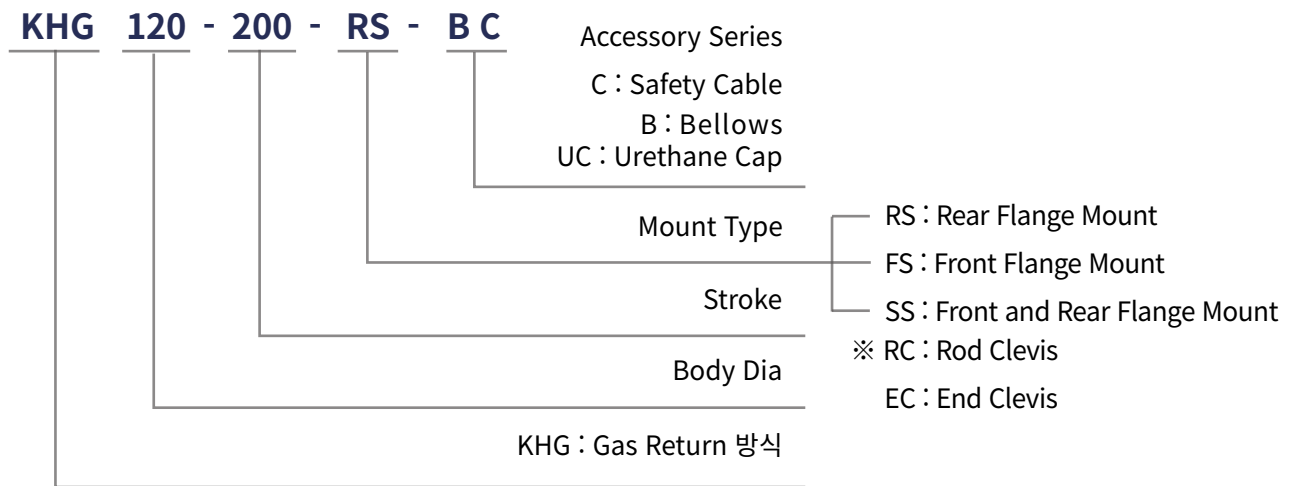 KHG 120 - 200 - RS - B C
Accessory Series
C : Safety Cable
B : Bellows
UC : Urethane Cap
Mount Type
RS : Rear Flange Mount
FS : Front Flange Mount
SS : Front and Rear Flange Mount
※ RC : Rod Clevis
EC : End Clevis
Stroke
Body Dia
KHG : Gas Return 방식